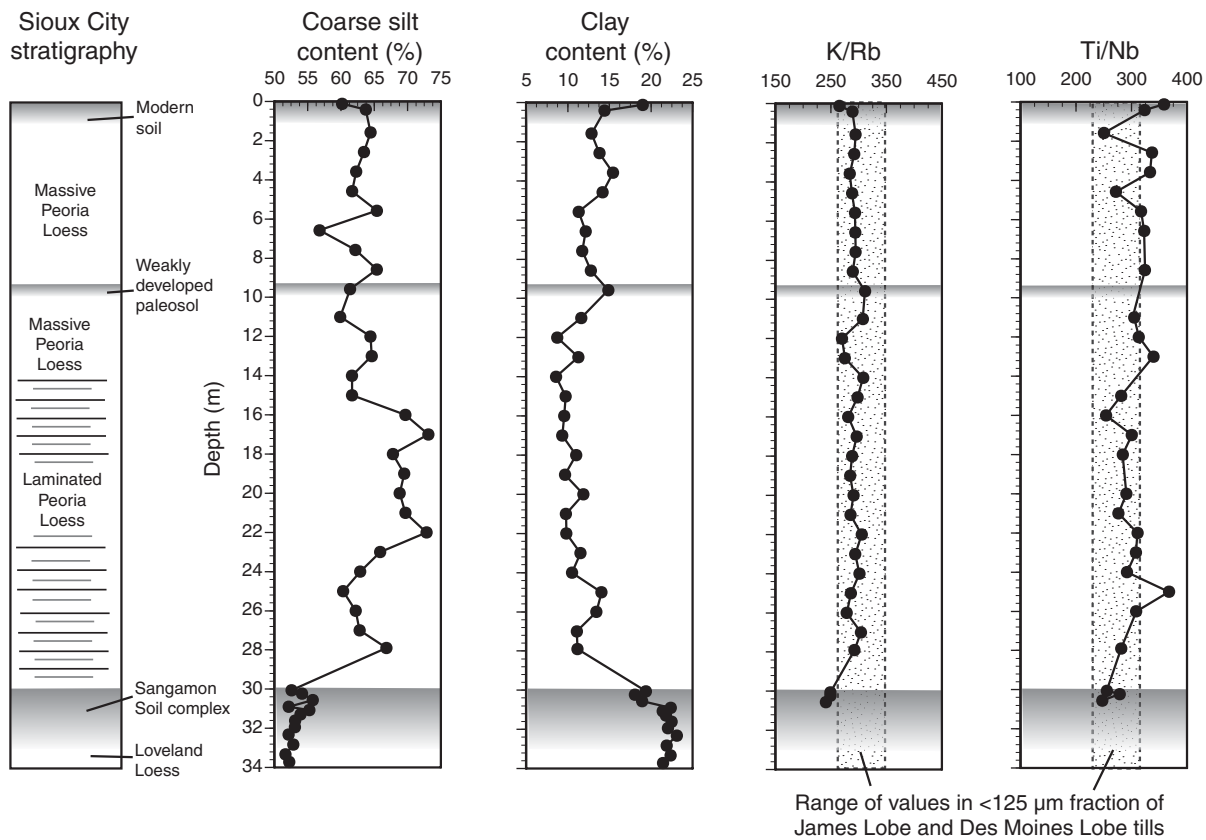 Sioux City
stratigraphy
Coarse silt
content (%)
Clay
content (%)
K/Rb
Ti/Nb
50 55 60 65 70 75
5 10 15 20 25
150 250 350 450
100 200 300 400
Depth (m)
0
2
4
6
8
10
12
14
16
18
20
22
24
26
28
30
32
34
Modern
soil
Massive
Peoria
Loess
Weakly
developed
paleosol
Massive
Peoria
Loess
Laminated
Peoria
Loess
Sangamon
Soil complex
Loveland
Loess
Range of values in <125 µm fraction of
James Lobe and Des Moines Lobe tills